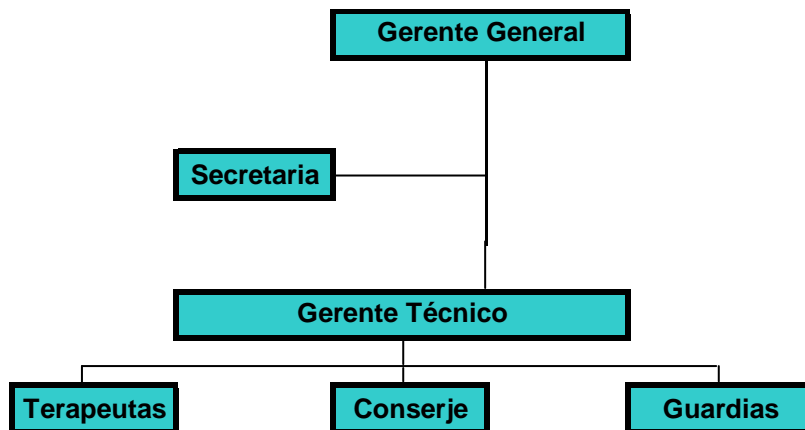 Gerente General
Secretaria
Gerente Técnico
Terapeutas
Conserje
Guardias